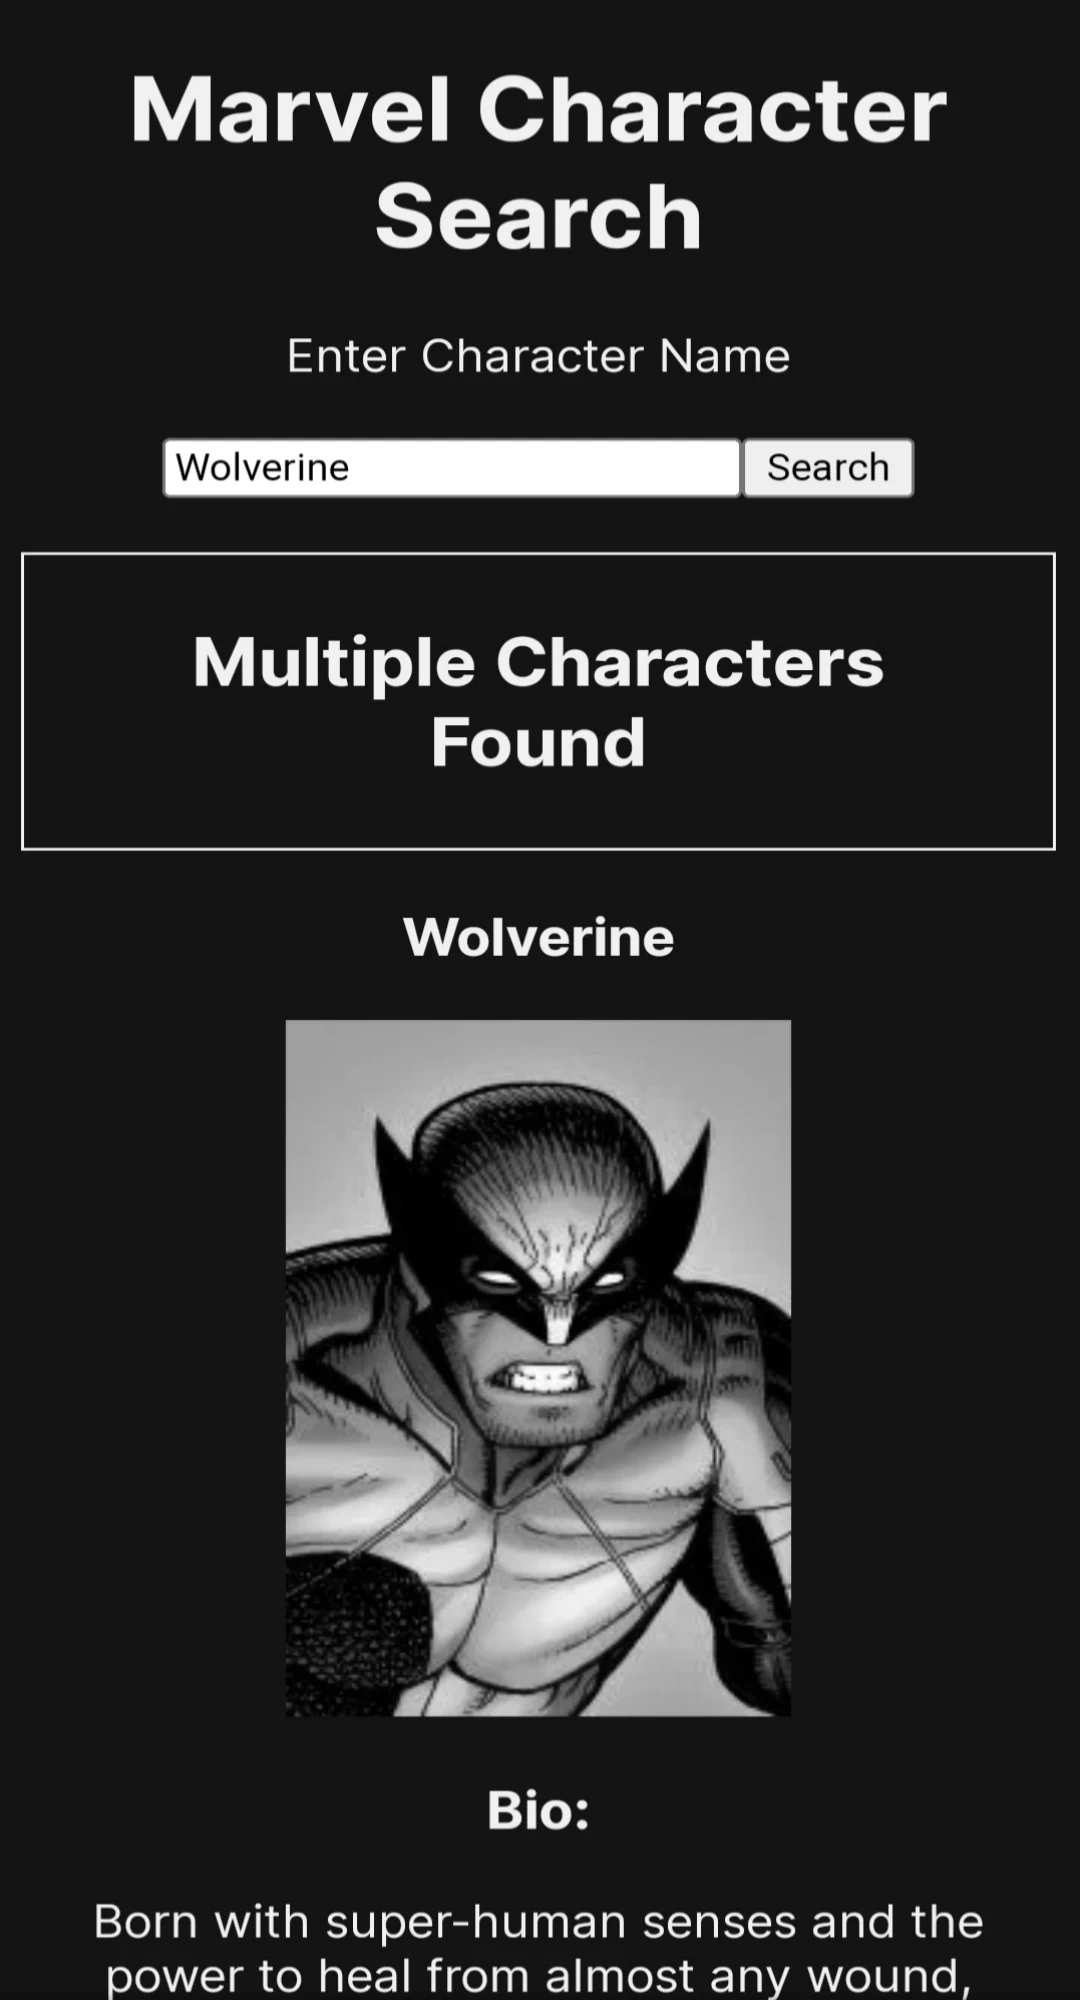 Marvel Character
Search
Enter Character Name
Wolverine Search
Multiple Characters
Found
Wolverine
Bio:
Born with super-human senses and the
power to heal from almost any wound,